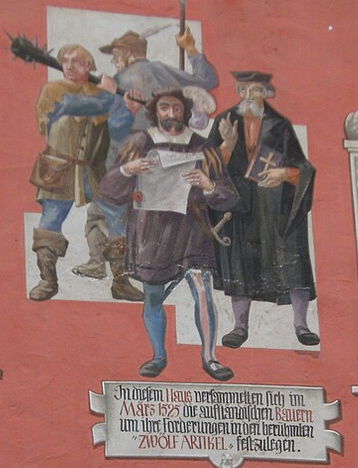 In diesem Haus versammelten sich im
März 1525 die aufständischen Bauern
um ihre Forderungen in den berühmten
"ZWÖLF ARTIKEL" festzulegen.